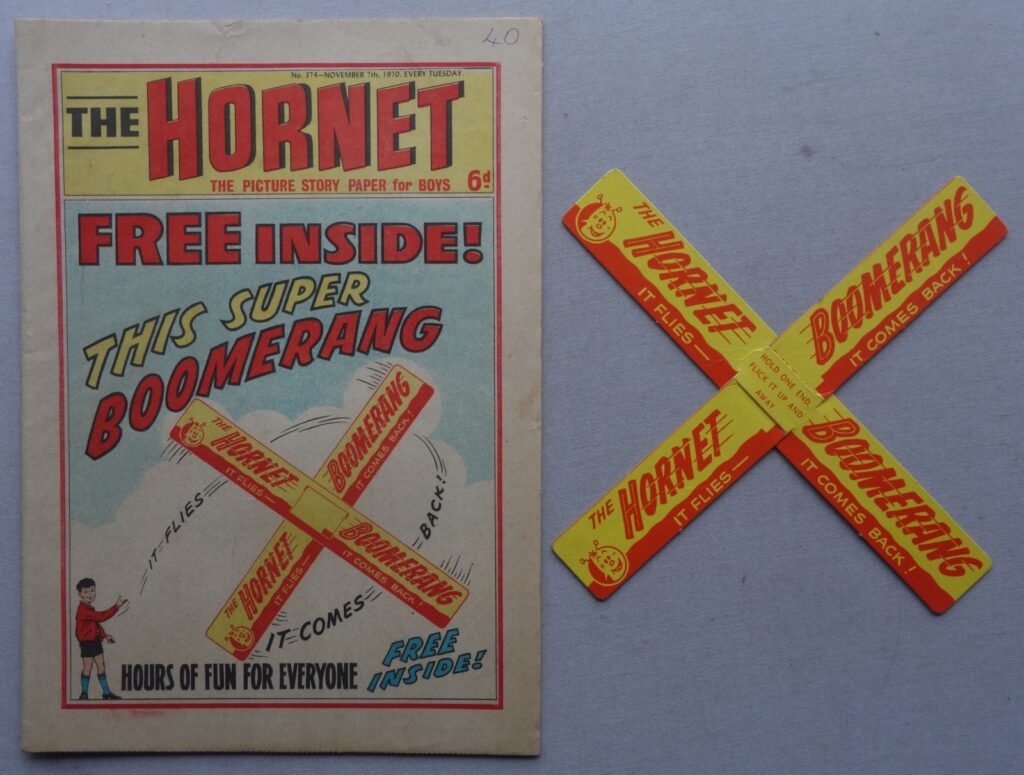 40
No. 374—NOVEMBER 7th, 1970. EVERY TUESDAY.
THE HORNET
THE PICTURE STORY PAPER for BOYS 6d
FREE INSIDE!
THIS SUPER
BOOMERANG
THE HORNET
IT FLIES—
BOOMERANG
IT COMES BACK!
THE HORNET
IT FLIES—
BOOMERANG
IT COMES BACK!
IT FLIES
IT COMES
BACK!
HOURS OF FUN FOR EVERYONE
FREE
INSIDE!
THE HORNET
IT FLIES—
BOOMERANG
IT COMES BACK!
HOLD ONE END.
FLICK IT UP AND
AWAY
THE HORNET
IT FLIES—
BOOMERANG
IT COMES BACK!